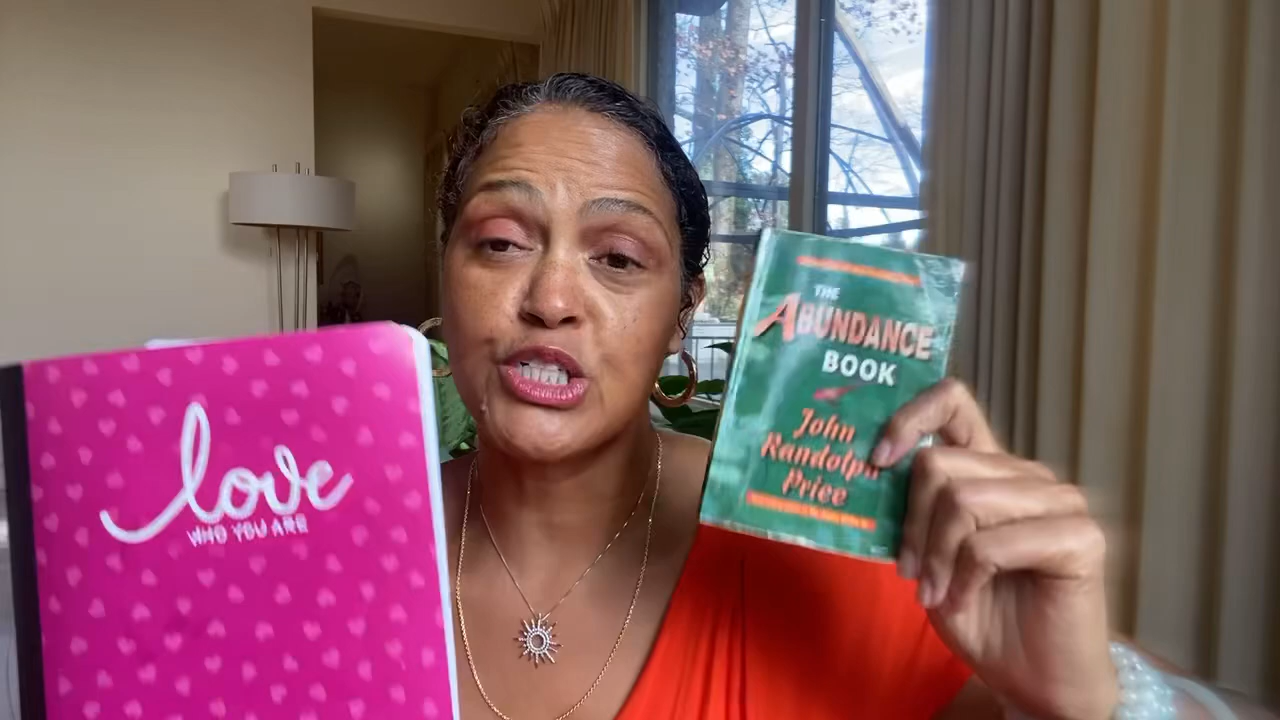 love
WHO YOU ARE
THE
ABUNDANCE
BOOK
John
Randolph
Price